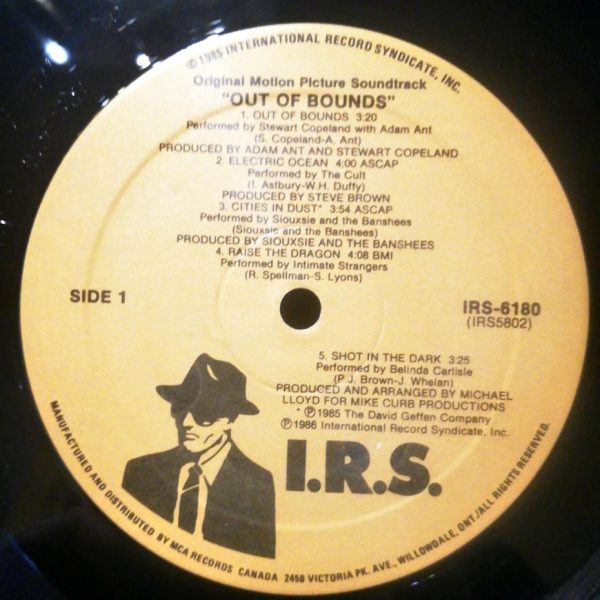 © 1985 INTERNATIONAL RECORD SYNDICATE, INC.
Original Motion Picture Soundtrack
"OUT OF BOUNDS"
1. OUT OF BOUNDS 3:20
Performed by Stewart Copeland with Adam Ant
(S. Copeland-A. Ant)
PRODUCED BY ADAM ANT AND STEWART COPELAND
2. ELECTRIC OCEAN 4:00 ASCAP
Performed by The Cult
(I. Astbury-W.H. Duffy)
PRODUCED BY STEVE BROWN
3. CITIES IN DUST* 3:54 ASCAP
Performed by Siouxsie and the Banshees
(Siouxsie and the Banshees)
PRODUCED BY SIOUXSIE AND THE BANSHEES
4. RAISE THE DRAGON 4:08 BMI
Performed by Intimate Strangers
(R. Spellman-S. Lyons)
SIDE 1
IRS-6180
(IRS5802)
5. SHOT IN THE DARK 3:25
Performed by Belinda Carlisle
(P.J. Brown-J. Whelan)
PRODUCED AND ARRANGED BY MICHAEL
LLOYD FOR MIKE CURB PRODUCTIONS
* ℗1985 The David Geffen Company
℗1986 International Record Syndicate, Inc.
I.R.S.
MANUFACTURED AND DISTRIBUTED BY MCA RECORDS CANADA 2450 VICTORIA PK. AVE., WILLOWDALE, ONT./ALL RIGHTS RESERVED.